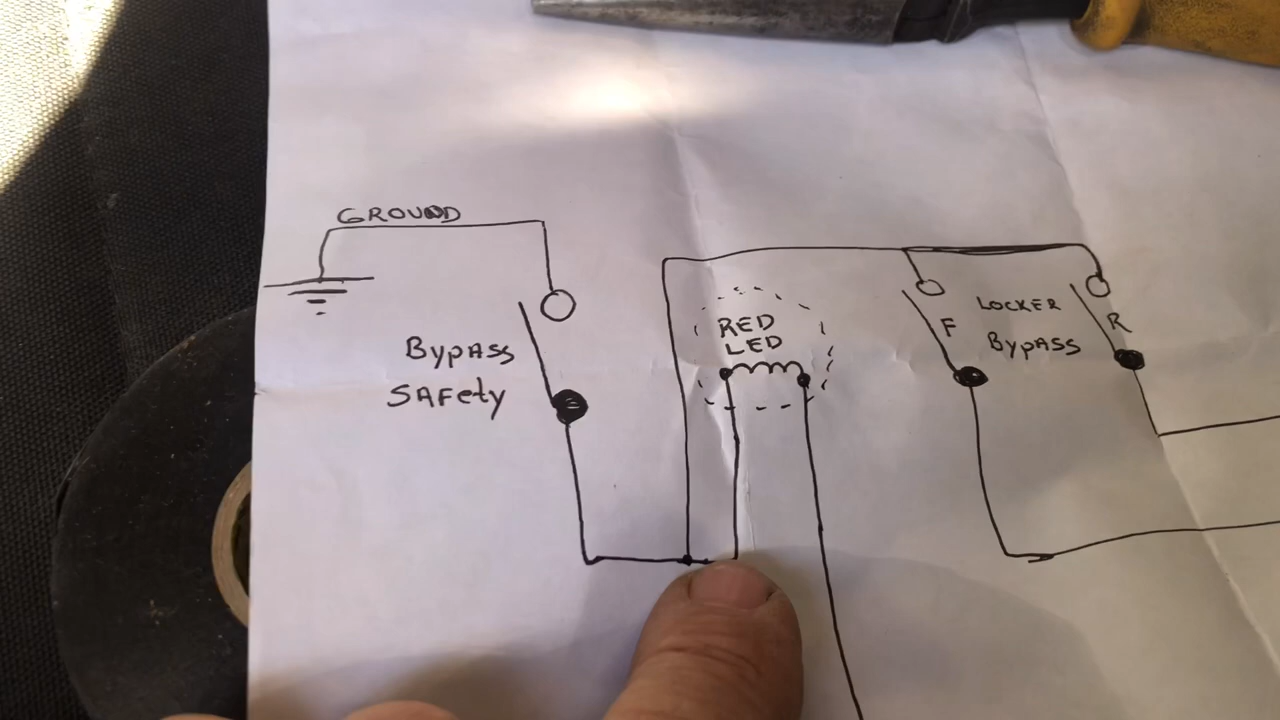 GROUND
BypASS
SAFety
RED
LED
F
LOCKER
BypASS
R